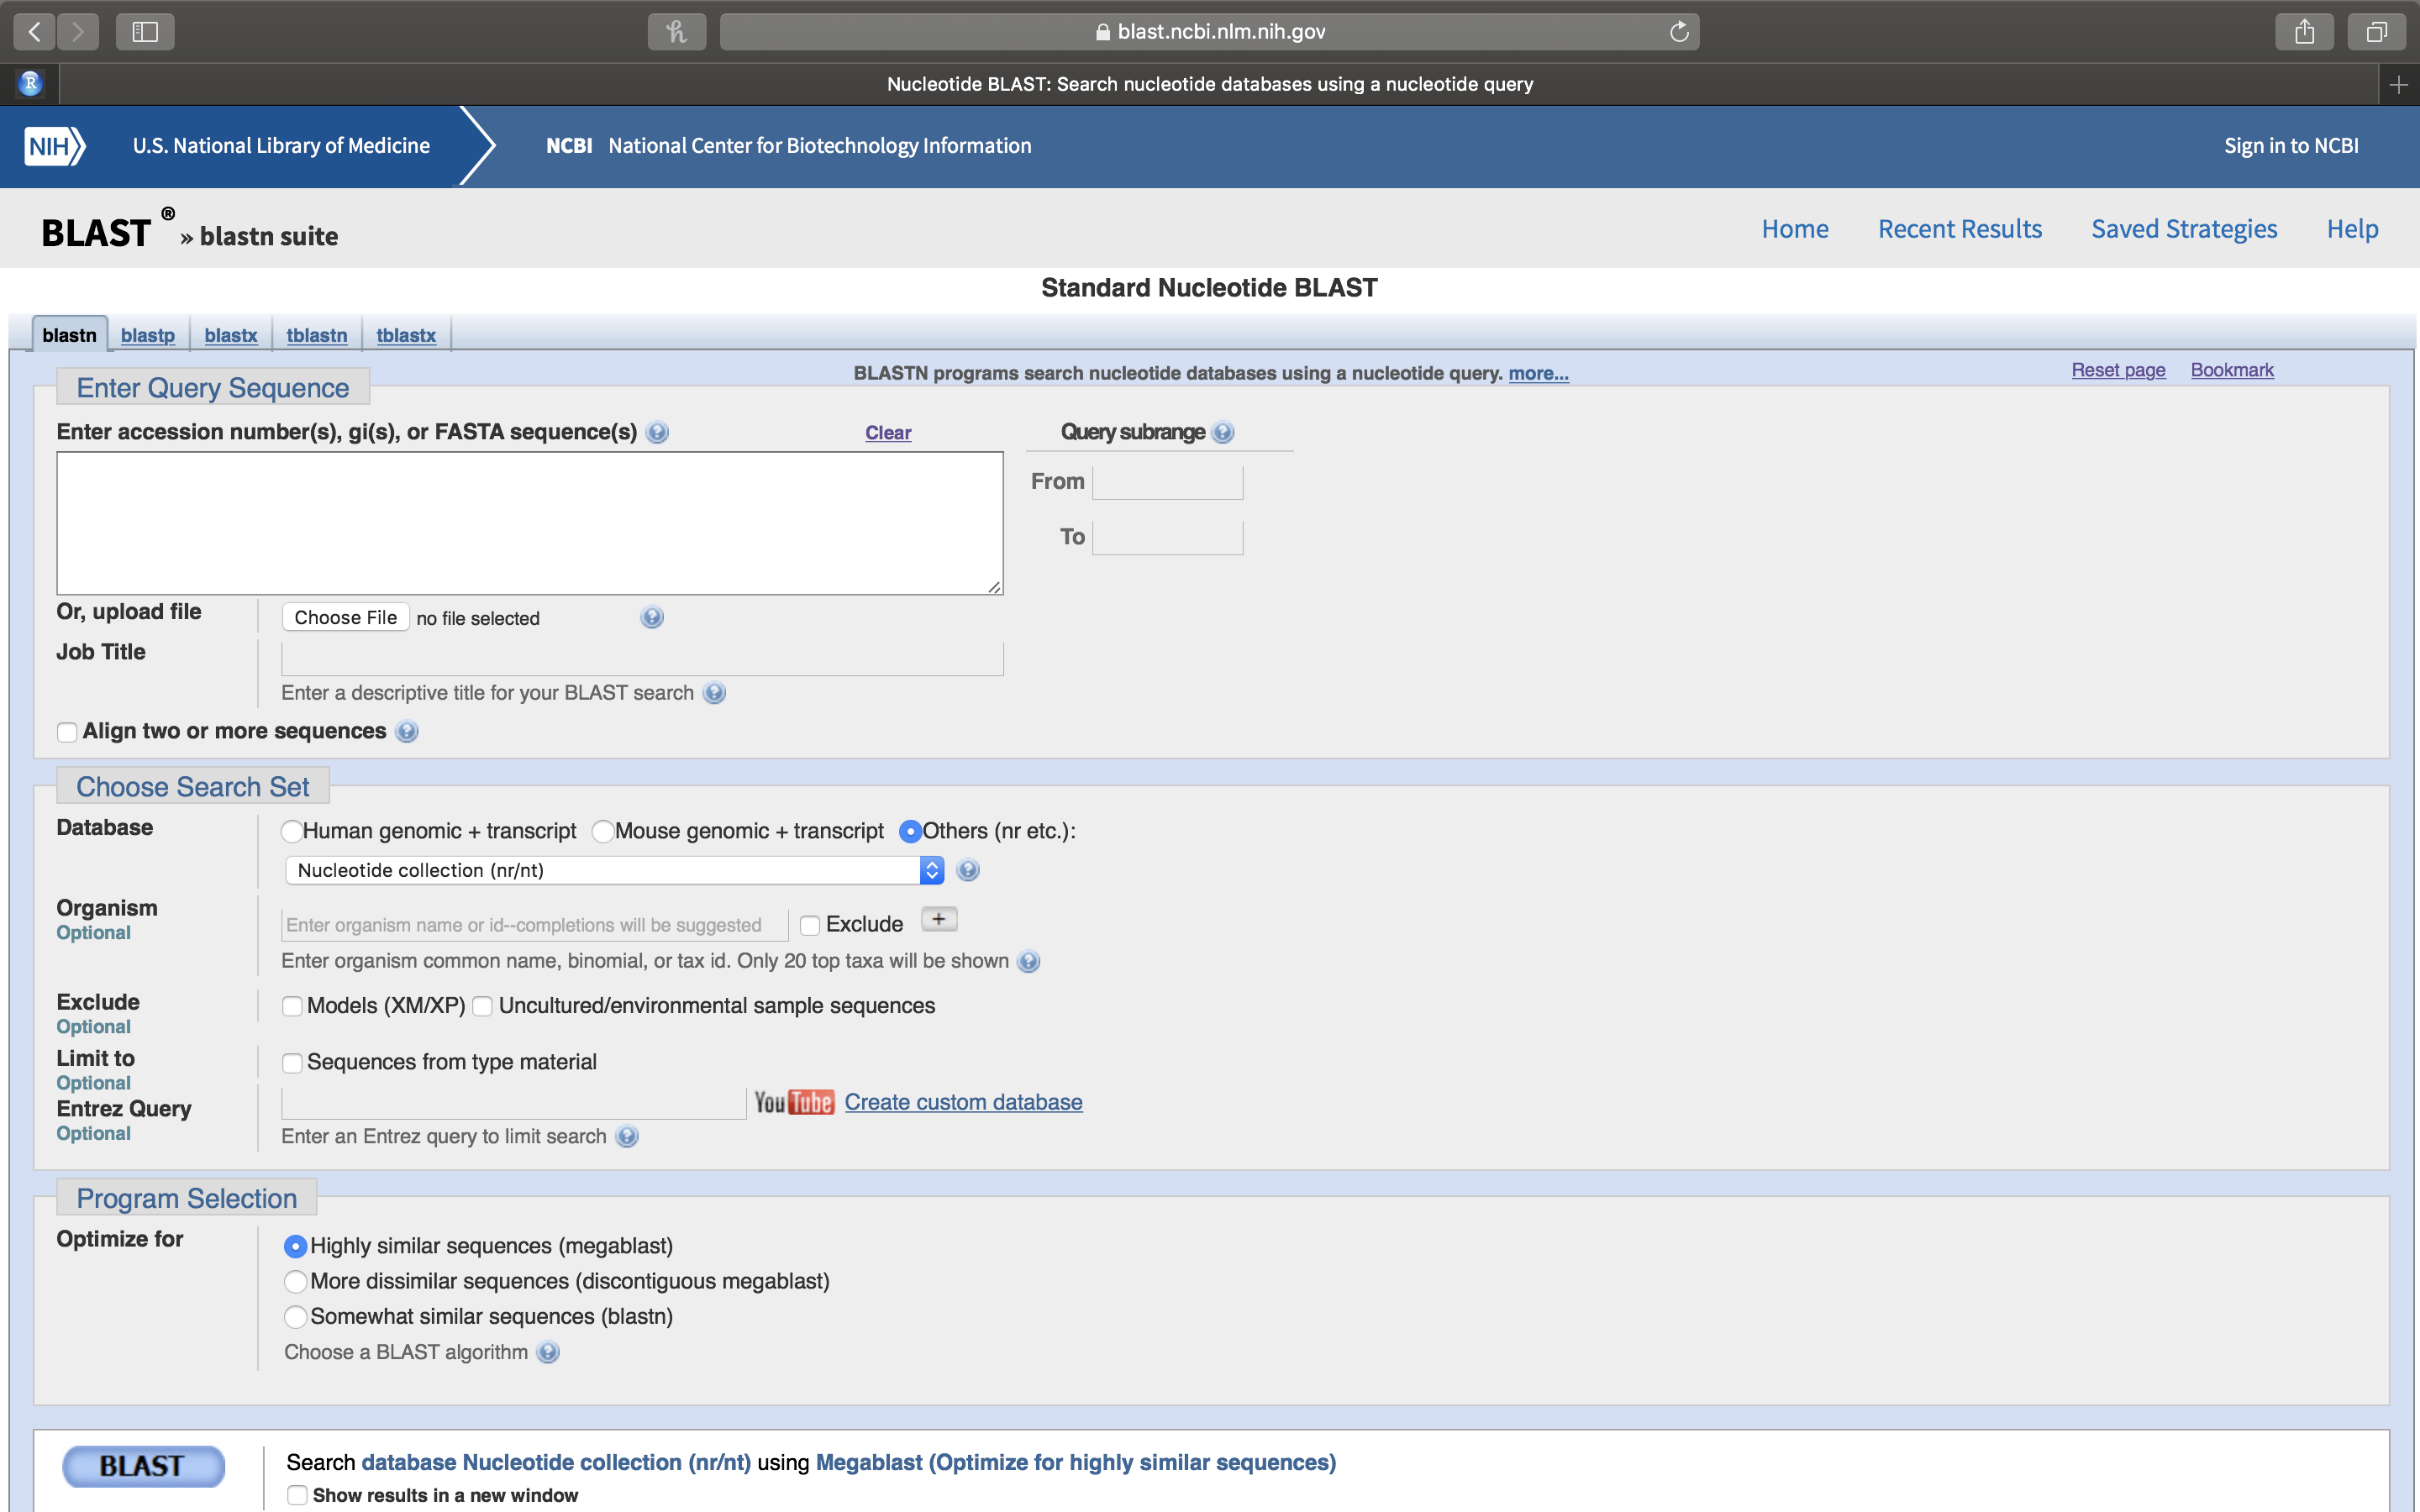 blast.ncbi.nlm.nih.gov
R
Nucleotide BLAST: Search nucleotide databases using a nucleotide query
NIH U.S. National Library of Medicine NCBI National Center for Biotechnology Information Sign in to NCBI
BLAST ® » blastn suite Home Recent Results Saved Strategies Help
Standard Nucleotide BLAST
blastn blastp blastx tblastn tblastx
BLASTN programs search nucleotide databases using a nucleotide query. more... Reset page Bookmark
Enter Query Sequence
Enter accession number(s), gi(s), or FASTA sequence(s) ? Clear Query subrange ?
From
To
Or, upload file Choose File no file selected ?
Job Title
Enter a descriptive title for your BLAST search ?
Align two or more sequences ?
Choose Search Set
Database Human genomic + transcript Mouse genomic + transcript Others (nr etc.):
Nucleotide collection (nr/nt) ?
Organism
Optional
Enter organism name or id--completions will be suggested Exclude +
Enter organism common name, binomial, or tax id. Only 20 top taxa will be shown ?
Exclude
Optional
Models (XM/XP) Uncultured/environmental sample sequences
Limit to
Optional
Sequences from type material
Entrez Query
Optional
YouTube Create custom database
Enter an Entrez query to limit search ?
Program Selection
Optimize for
Highly similar sequences (megablast)
More dissimilar sequences (discontiguous megablast)
Somewhat similar sequences (blastn)
Choose a BLAST algorithm ?
BLAST Search database Nucleotide collection (nr/nt) using Megablast (Optimize for highly similar sequences)
Show results in a new window